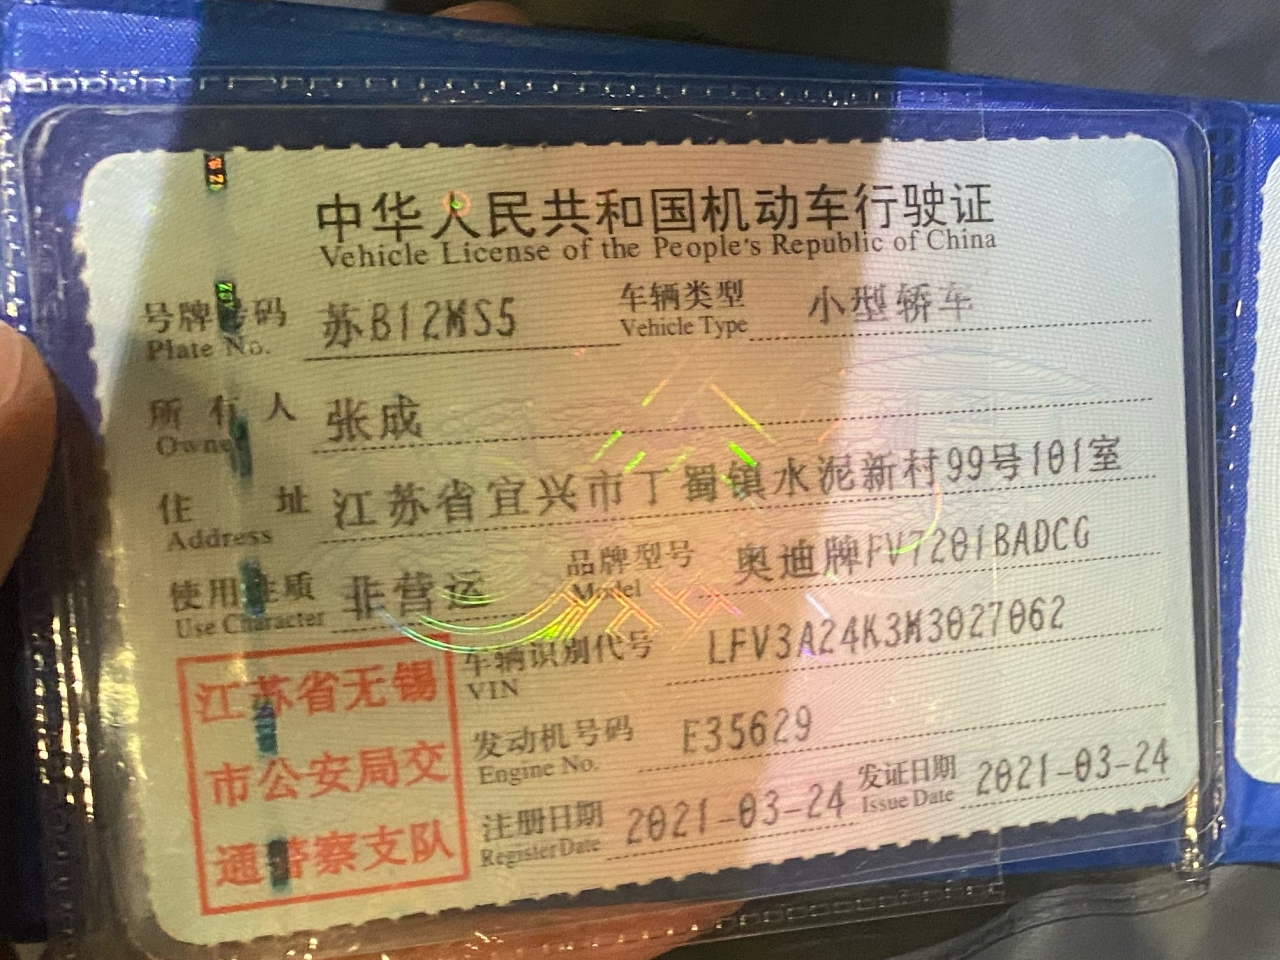 中华人民共和国机动车行驶证
Vehicle License of the People's Republic of China
号牌号码 苏B12MS5 车辆类型 小型轿车
Plate No. Vehicle Type
所有人 张成
Owner
住址 江苏省宜兴市丁蜀镇水泥新村99号101室
Address
使用性质 非营运 品牌型号 奥迪牌FV7201BADCG
Use Character Model
车辆识别代号 LFV3A24K3M3027062
VIN
发动机号码 E35629
Engine No.
注册日期 2021-03-24 发证日期 2021-03-24
Register Date Issue Date
江苏省无锡
市公安局交
通警察支队